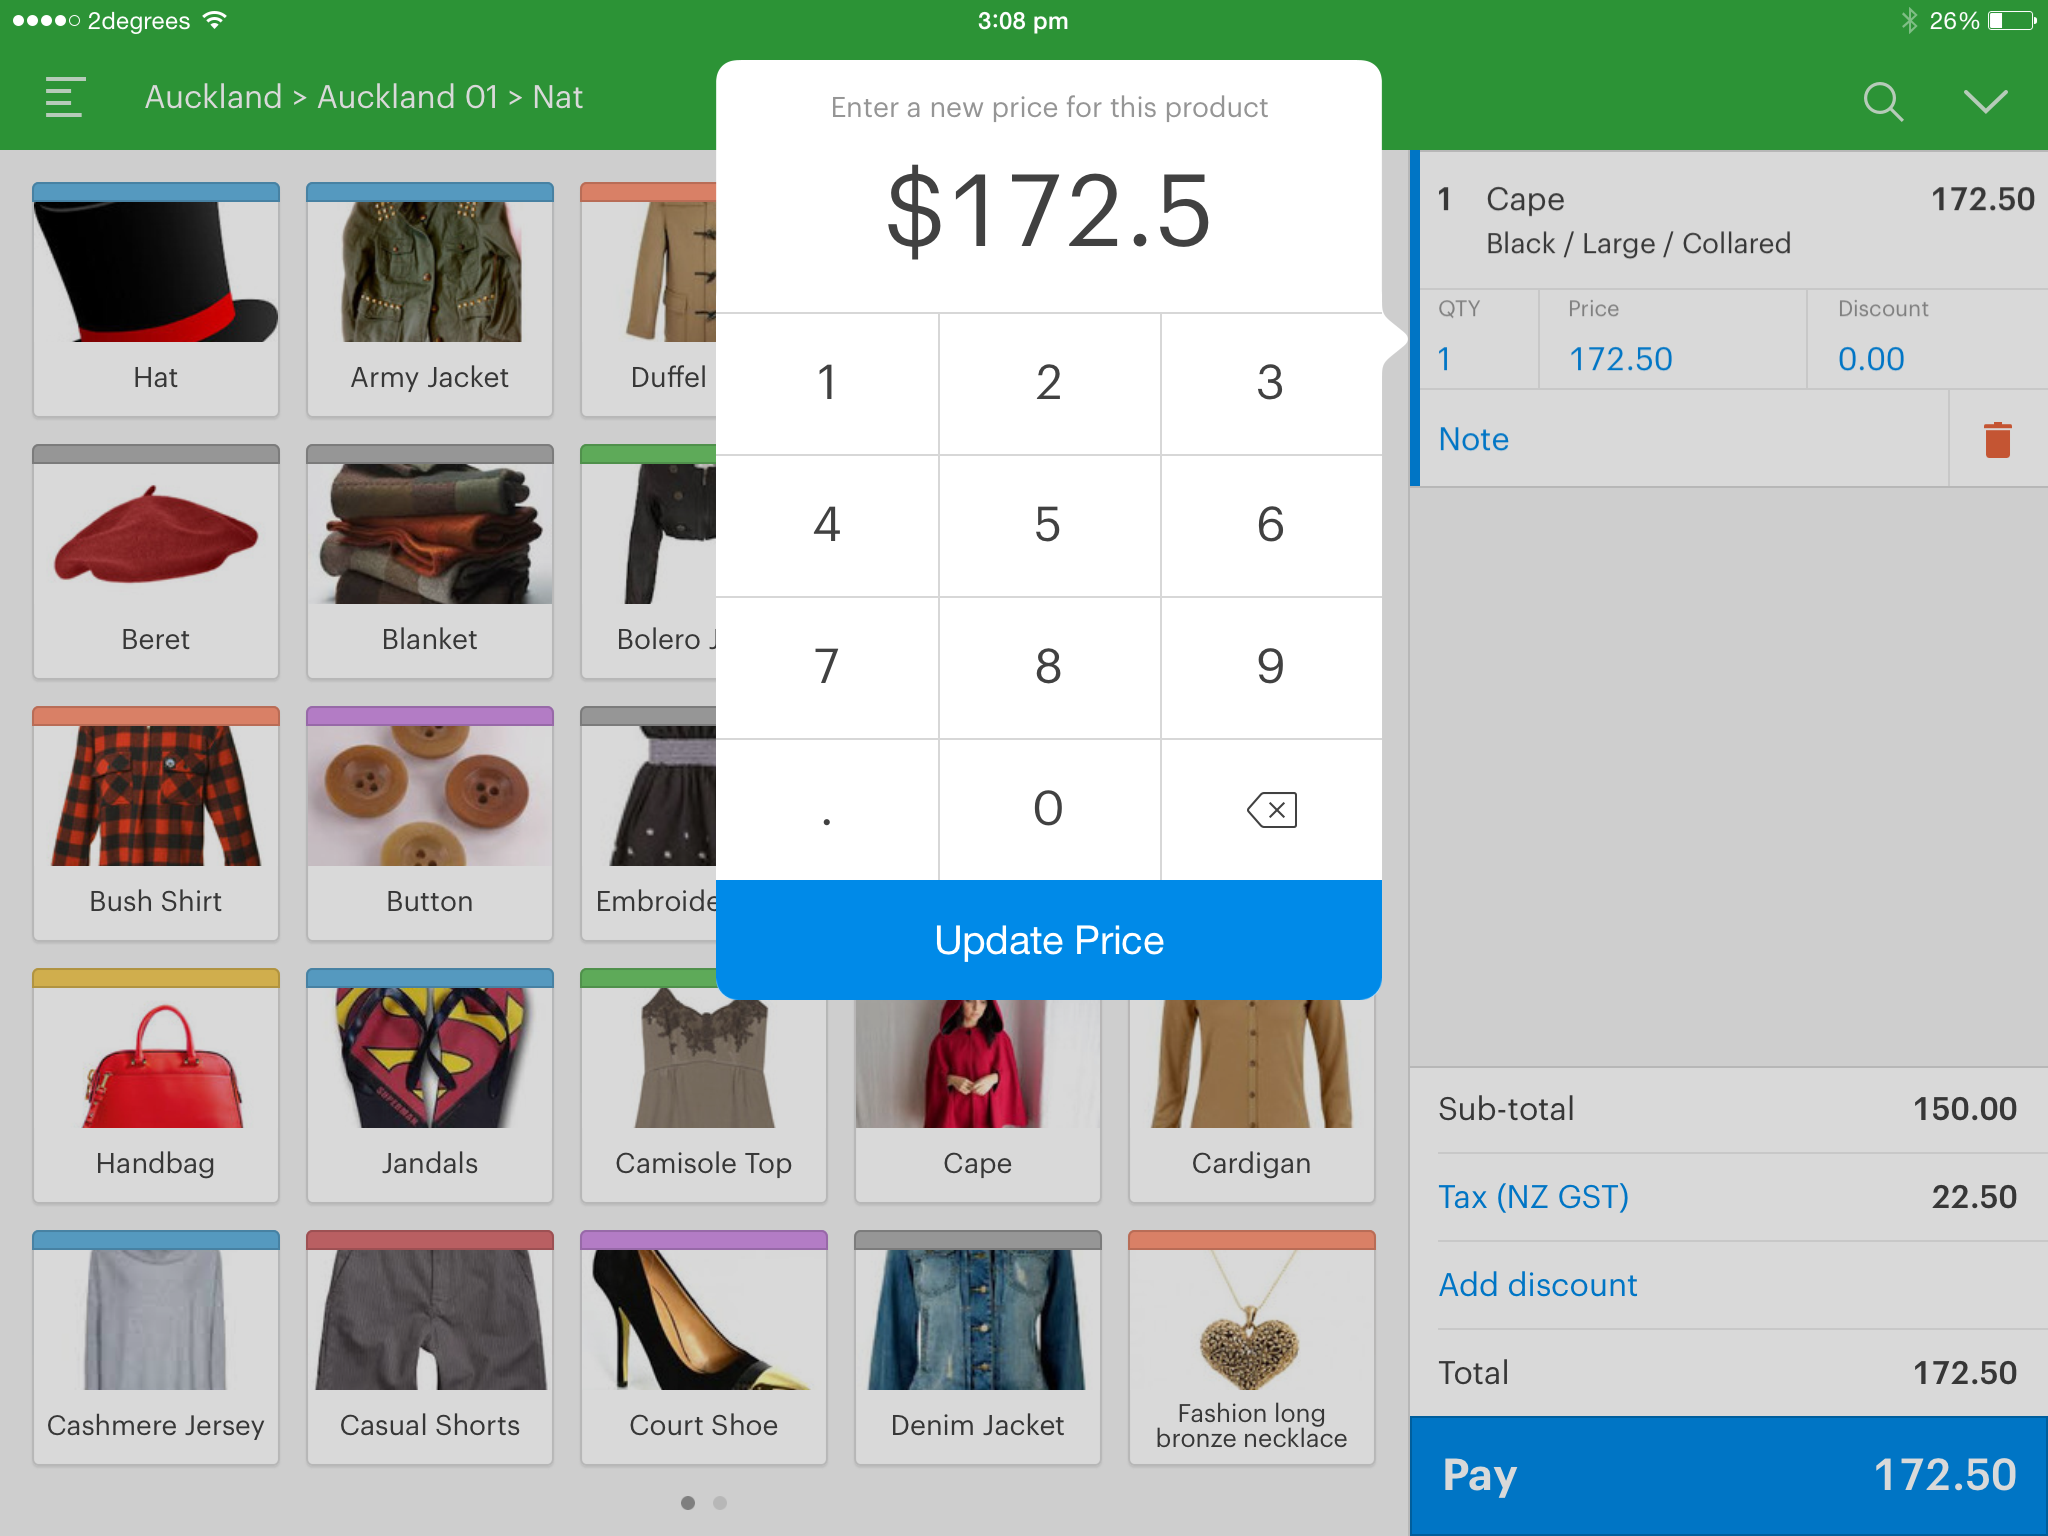 2degrees
3:08 pm
26%
Auckland > Auckland 01 > Nat
Enter a new price for this product
$172.5
1 2 3
4 5 6
7 8 9
. 0
Update Price
Hat
Army Jacket
Duffel
Beret
Blanket
Bolero J
Bush Shirt
Button
Embroide
Handbag
SUPERMAN
Jandals
Camisole Top
Cape
Cardigan
Cashmere Jersey
Casual Shorts
Court Shoe
Denim Jacket
Fashion long
bronze necklace
1 Cape 172.50
Black / Large / Collared
QTY Price Discount
1 172.50 0.00
Note
Sub-total 150.00
Tax (NZ GST) 22.50
Add discount
Total 172.50
Pay 172.50